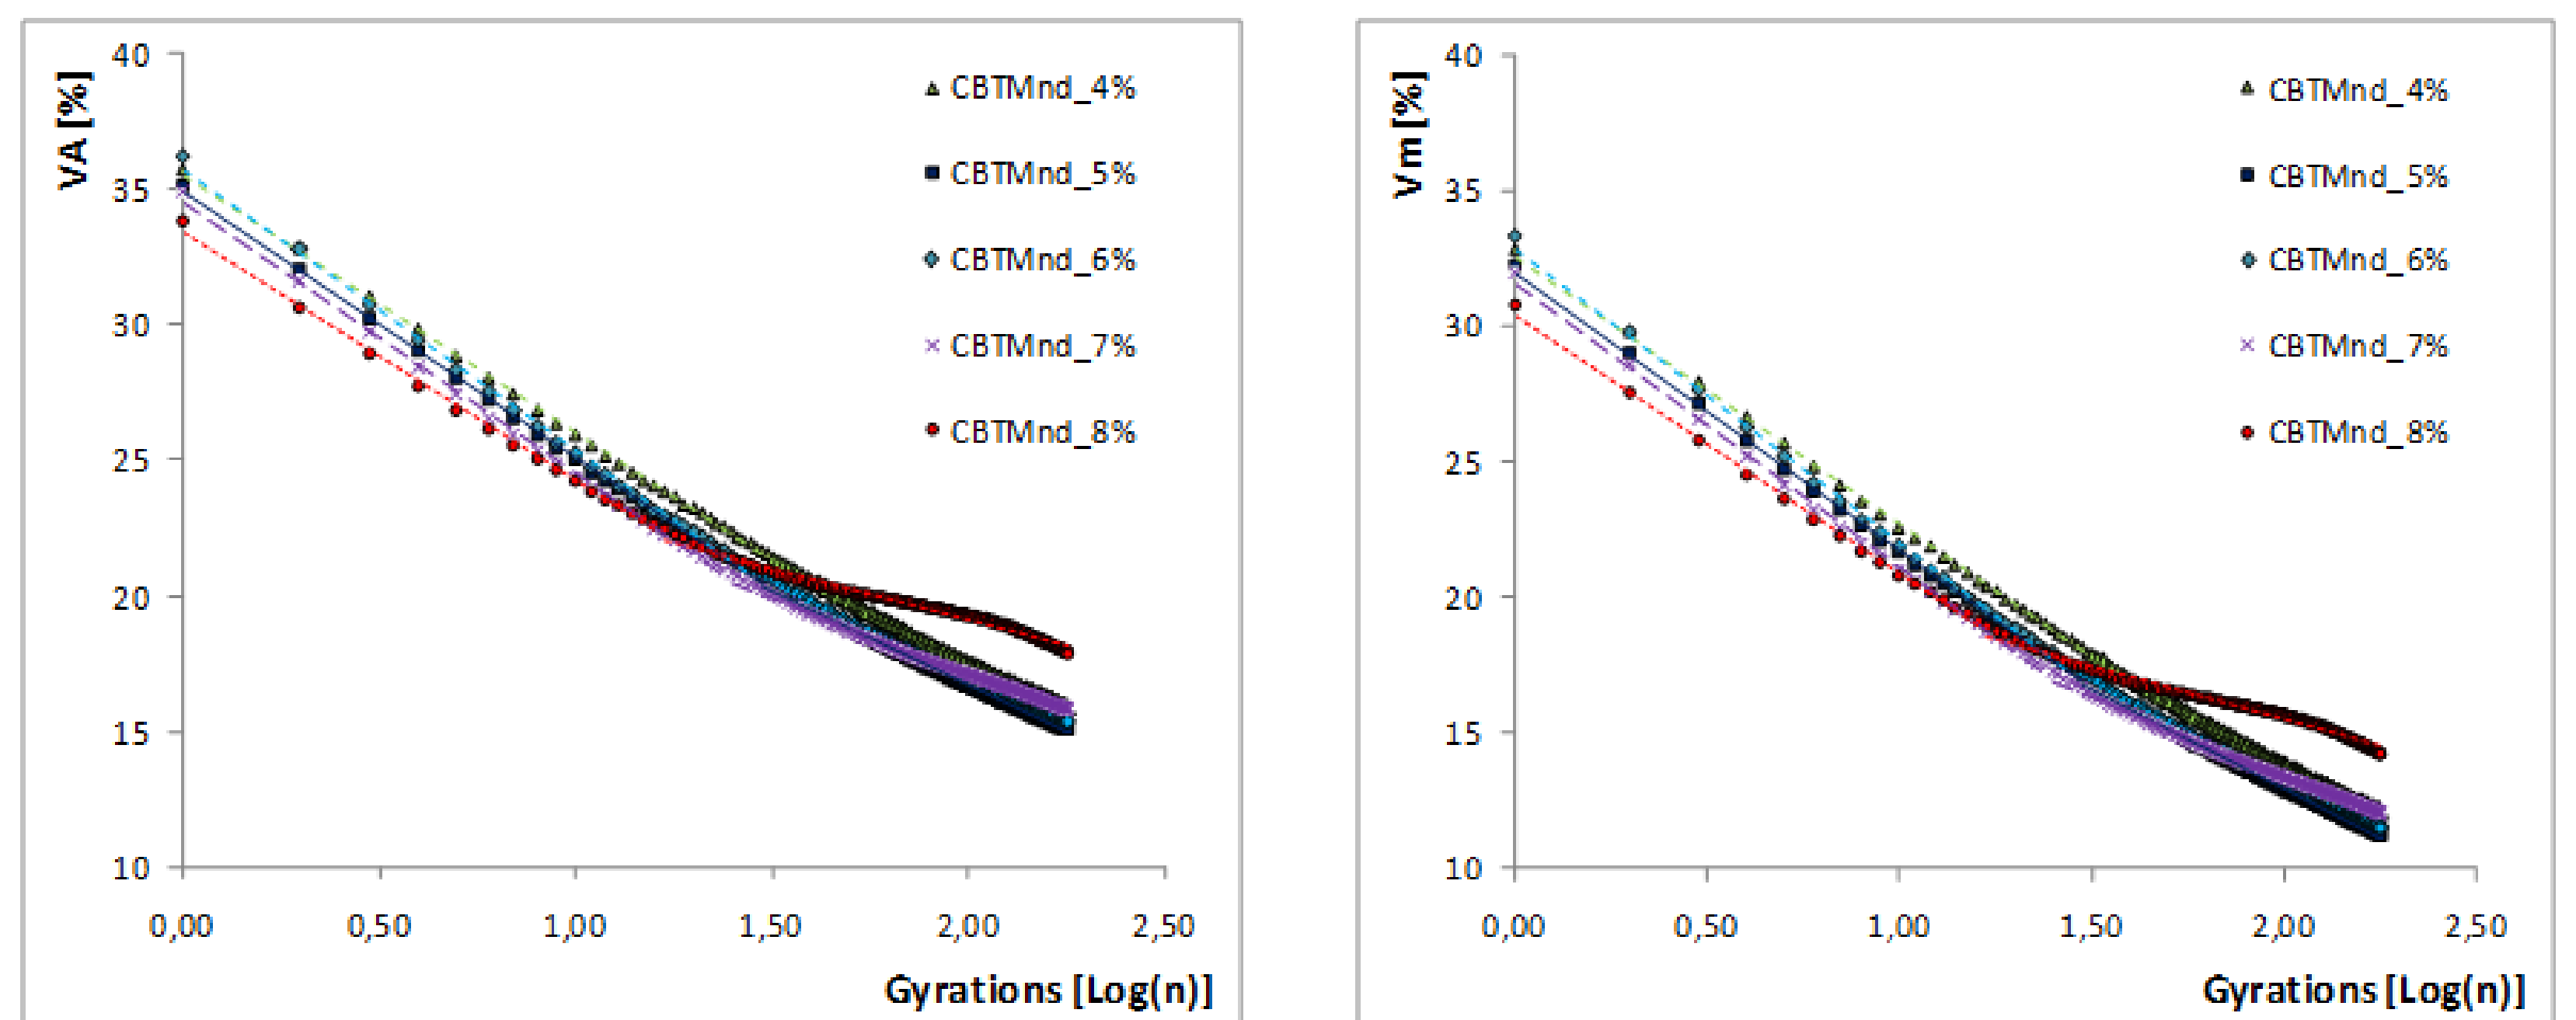 VA [%]
40
35
30
25
20
15
10
0,00 0,50 1,00 1,50 2,00 2,50
Gyrations [Log(n)]
CBTMnd_4%
CBTMnd_5%
CBTMnd_6%
CBTMnd_7%
CBTMnd_8%
Vm [%]
40
35
30
25
20
15
10
0,00 0,50 1,00 1,50 2,00 2,50
Gyrations [Log(n)]
CBTMnd_4%
CBTMnd_5%
CBTMnd_6%
CBTMnd_7%
CBTMnd_8%